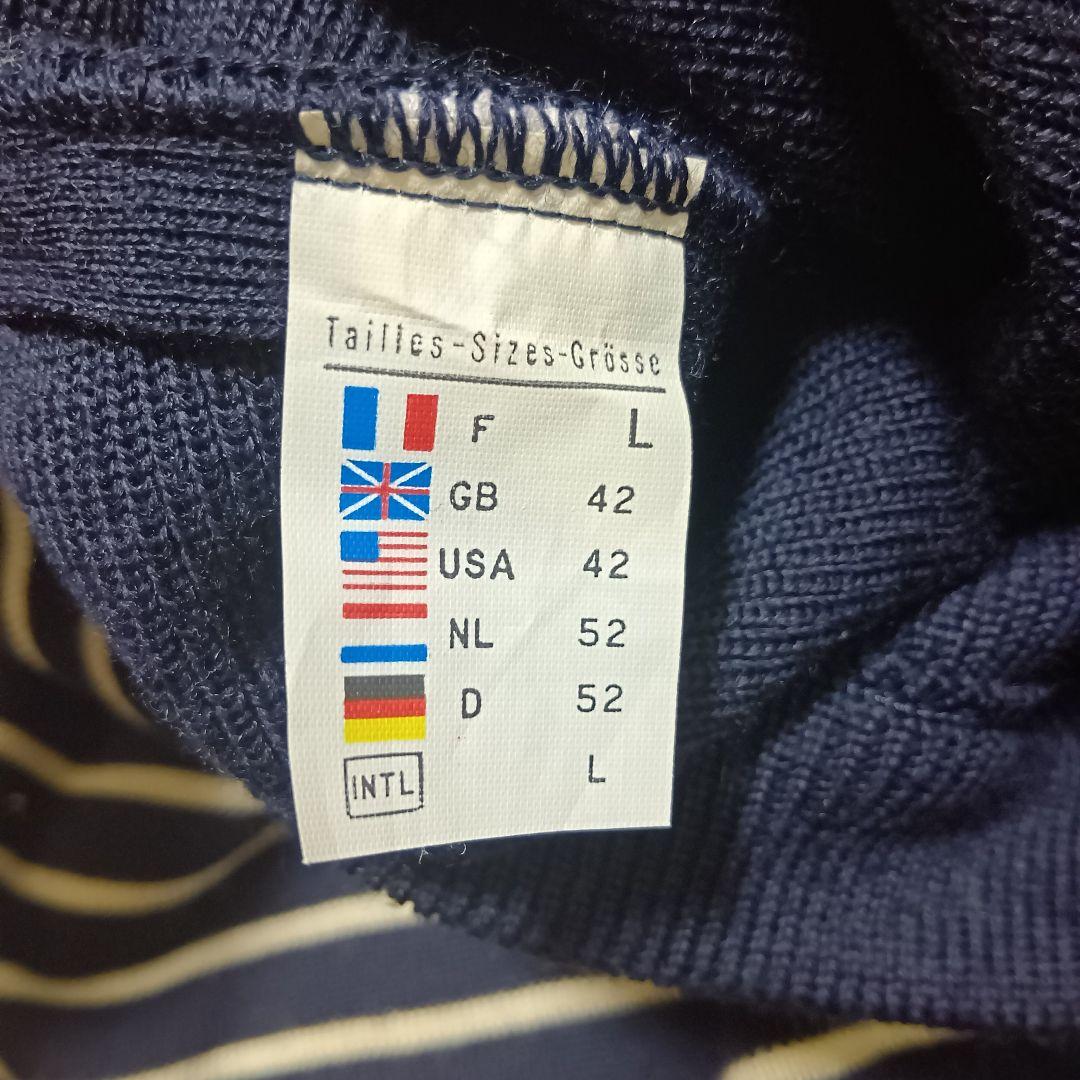 Tailles-Sizes-Grösse
F L
GB 42
USA 42
NL 52
D 52
INTL L